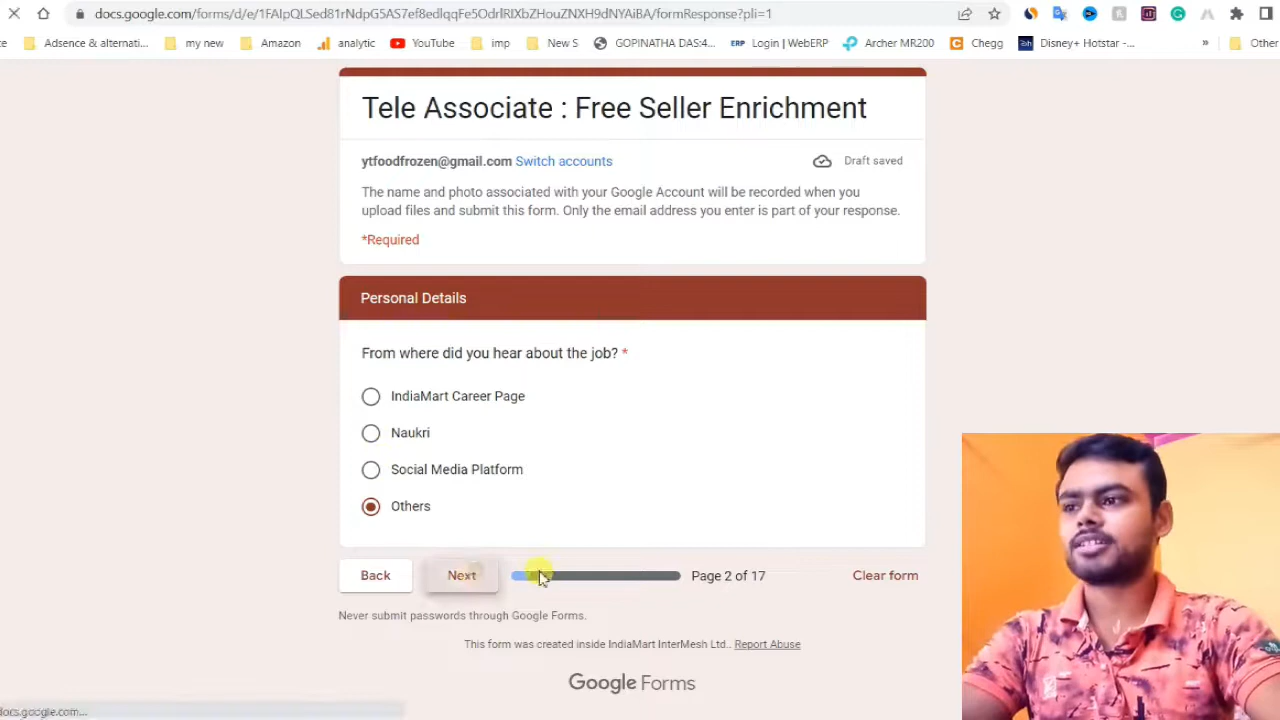 docs.google.com/forms/d/e/1FAIpQLSed81rNdpG5AS7ef8edlqqFe5OdrlRIXbZHouZNXH9dNYAiBA/formResponse?pli=1
ce
Adsence & alternati...
my new
Amazon
analytic
YouTube
imp
New S
GOPINATHA DAS:4...
ERP Login | WebERP
Archer MR200
Chegg
Disney+ Hotstar -...
»
Other
Tele Associate : Free Seller Enrichment
ytfoodfrozen@gmail.com Switch accounts
Draft saved
The name and photo associated with your Google Account will be recorded when you
upload files and submit this form. Only the email address you enter is part of your response.
*Required
Personal Details
From where did you hear about the job? *
IndiaMart Career Page
Naukri
Social Media Platform
Others
Back
Next
Page 2 of 17
Clear form
Never submit passwords through Google Forms.
This form was created inside IndiaMart InterMesh Ltd.. Report Abuse
Google Forms
docs.google.com...